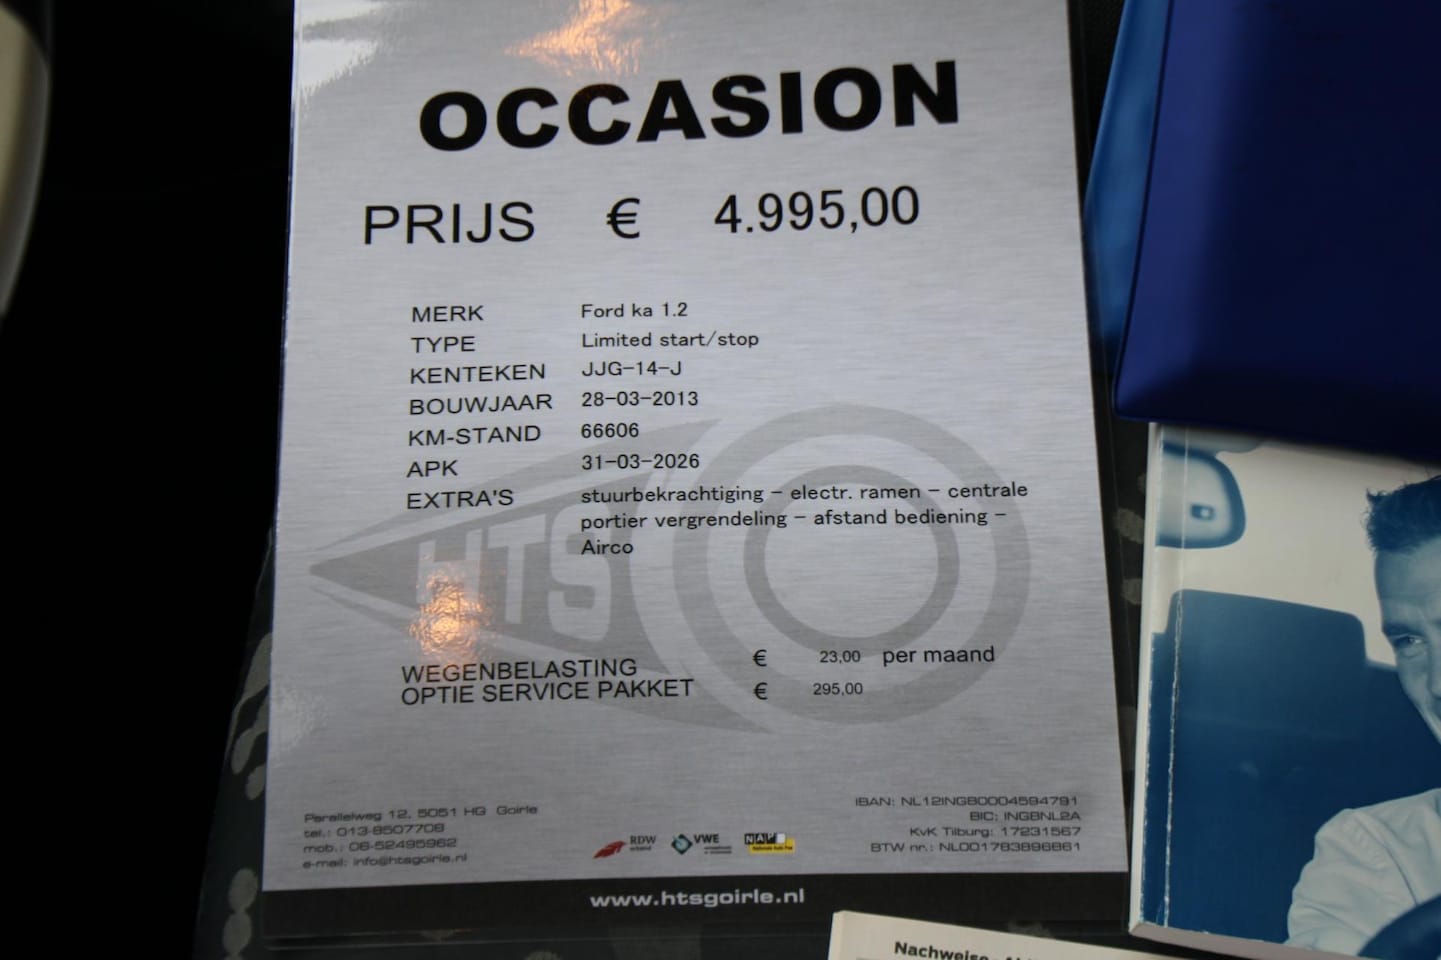 OCCASION
PRIJS € 4.995,00
MERK Ford ka 1.2
TYPE Limited start/stop
KENTEKEN JJG-14-J
BOUWJAAR 28-03-2013
KM-STAND 66606
APK 31-03-2026
EXTRA'S stuurbekrachtiging - electr. ramen - centrale
portier vergrendeling - afstand bediening -
Airco
HTS
WEGENBELASTING € 23,00 per maand
OPTIE SERVICE PAKKET € 295,00
Parallelweg 12, 5051 HG Goirle
tel.: 013-8507708
mob.: 06-52495962
e-mail: info@htsgoirle.nl
RDW
VWE
NAP
IBAN: NL12INGB0004594791
BIC: INGBNL2A
KvK Tilburg: 17231567
BTW nr.: NL001783896B61
www.htsgoirle.nl
Nachweise